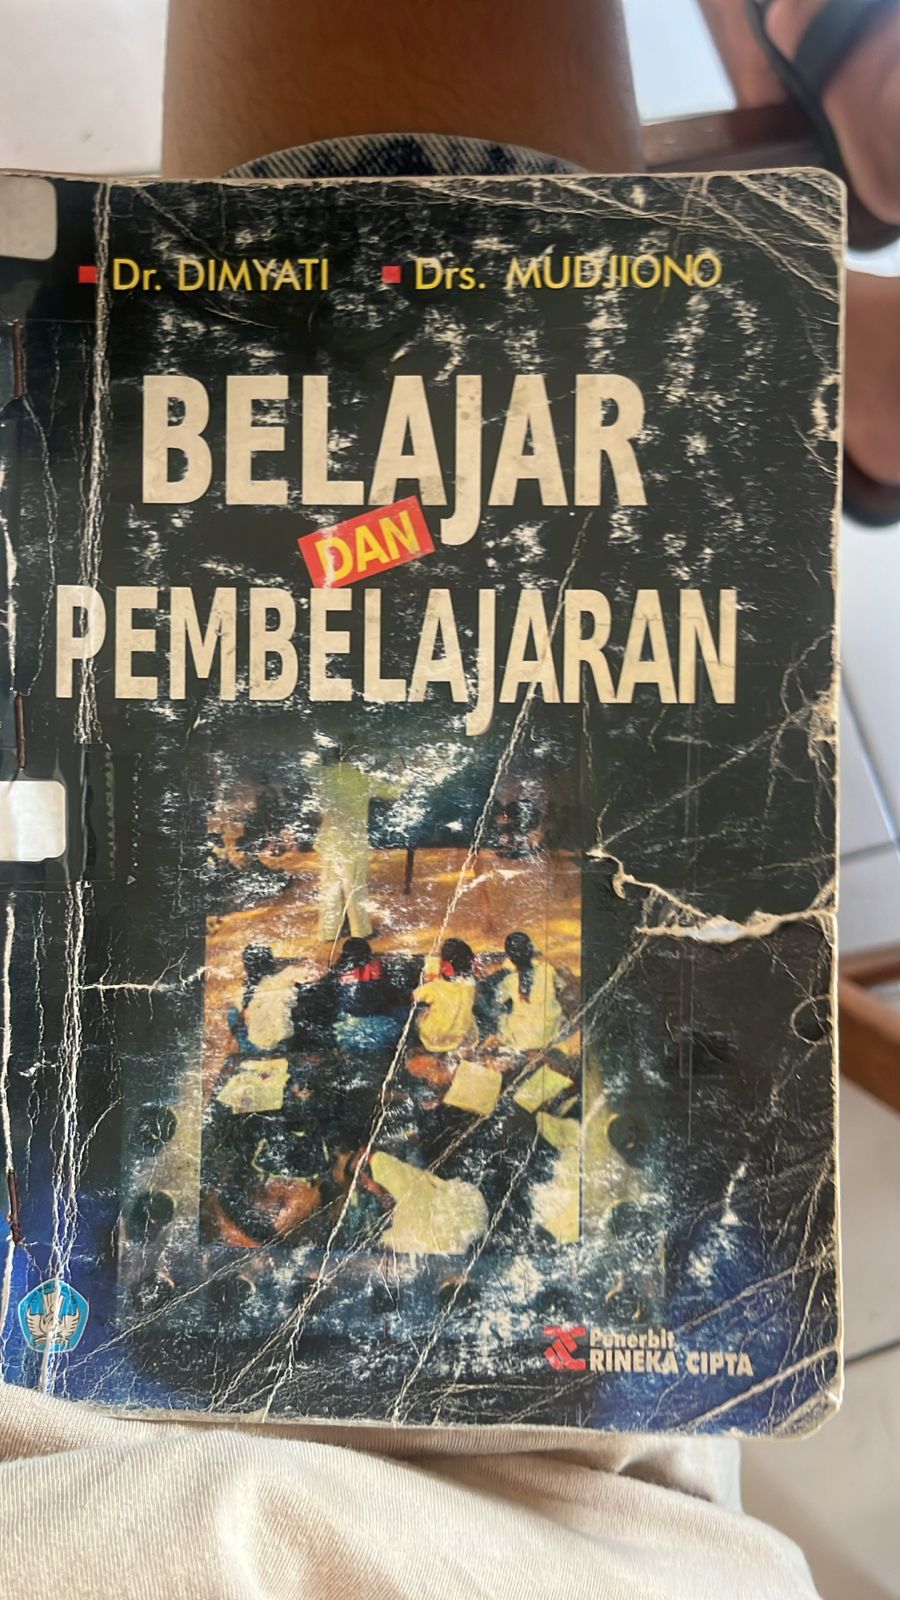 Dr. DIMYATI Drs. MUDJIONO
BELAJAR
DAN
PEMBELAJARAN
Penerbit
RINEKA CIPTA